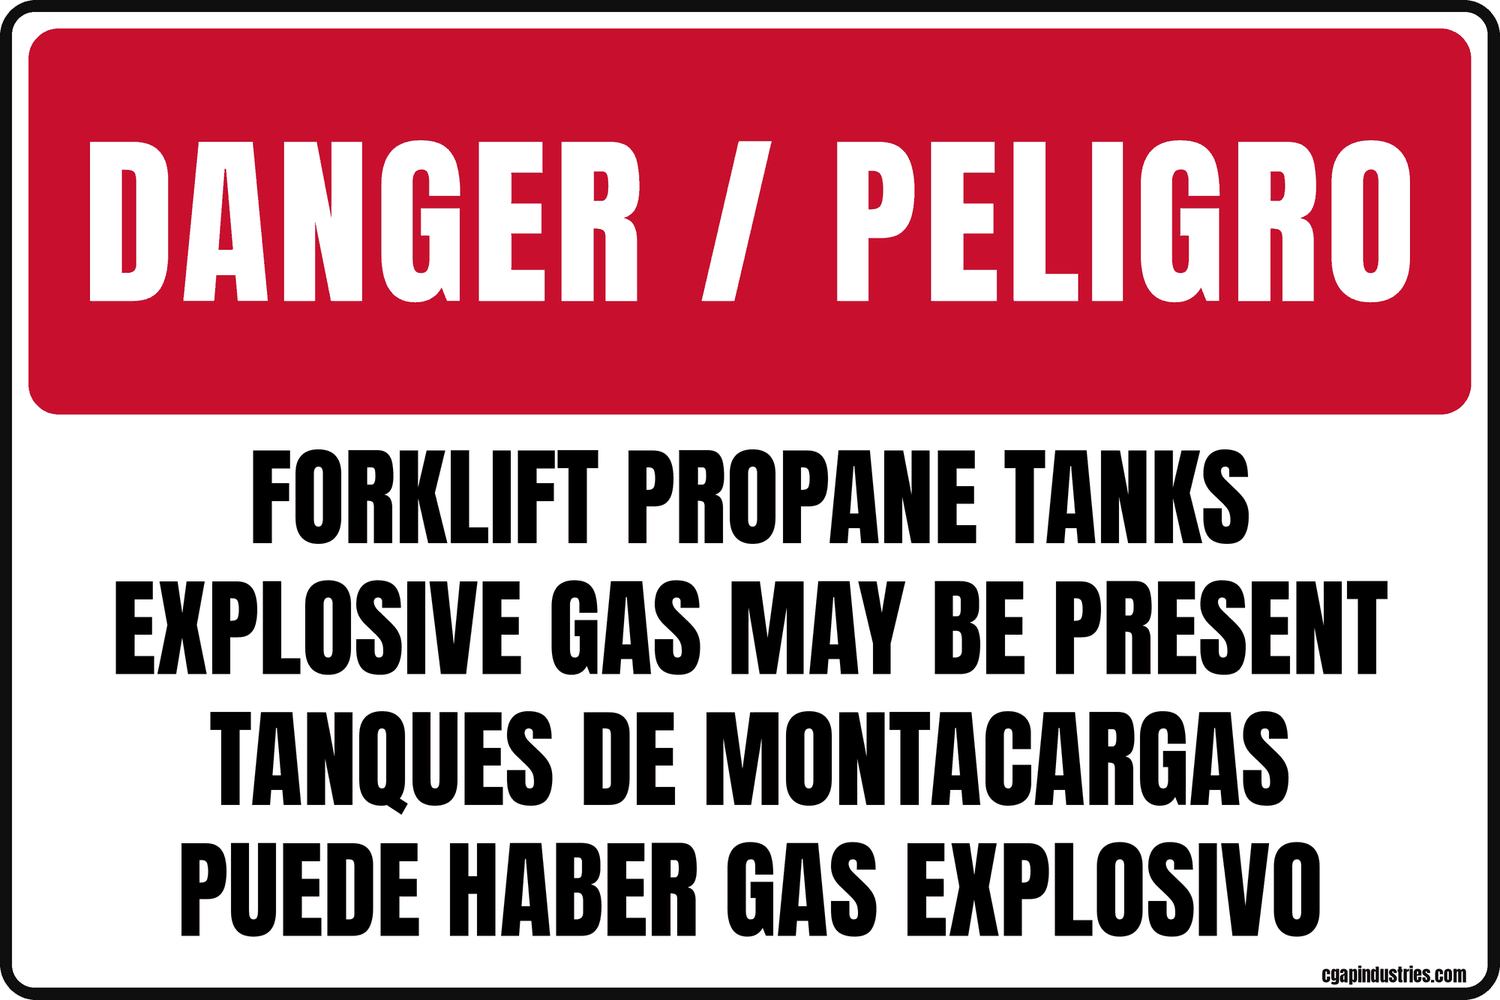 DANGER / PELIGRO
FORKLIFT PROPANE TANKS
EXPLOSIVE GAS MAY BE PRESENT
TANQUES DE MONTACARGAS
PUEDE HABER GAS EXPLOSIVO
cgapindustries.com